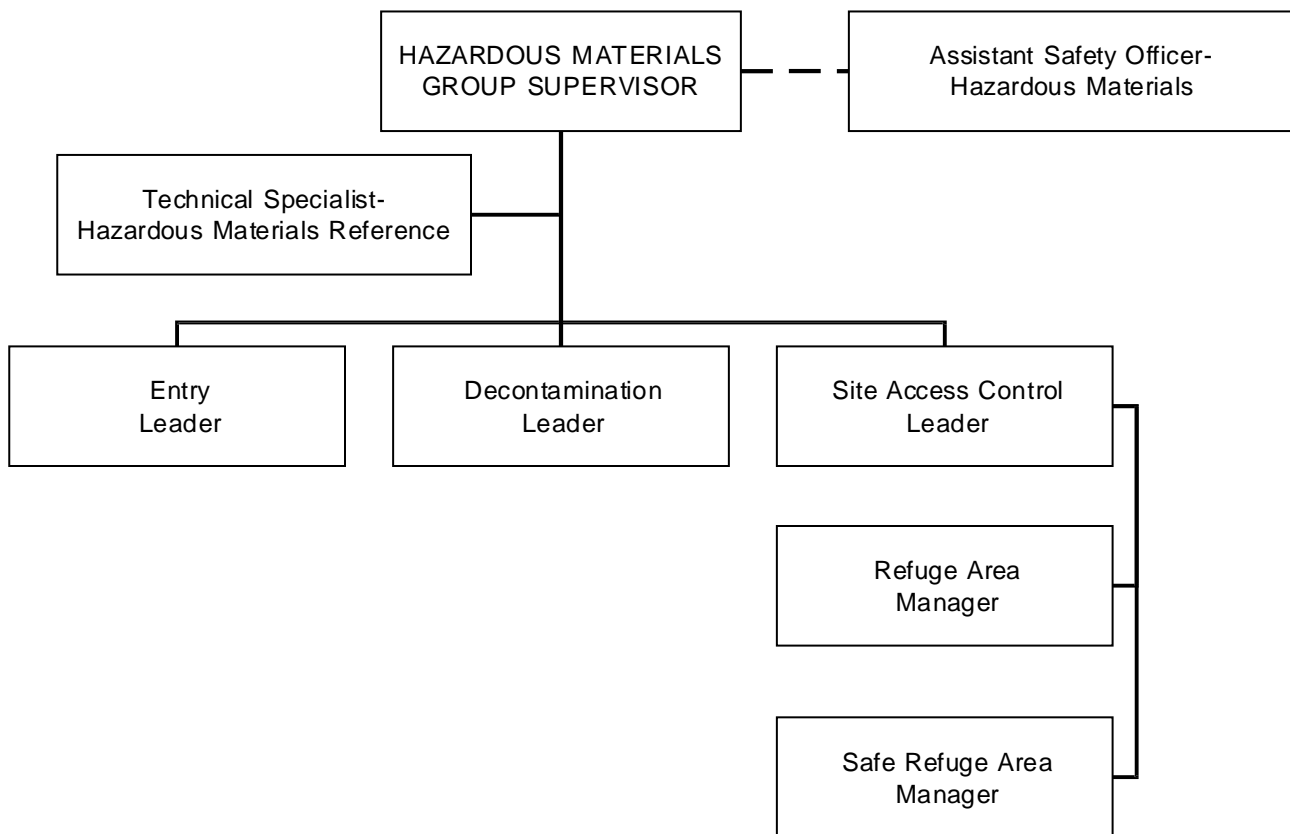 HAZARDOUS MATERIALS
GROUP SUPERVISOR
Assistant Safety Officer-
Hazardous Materials
Technical Specialist-
Hazardous Materials Reference
Entry
Leader
Decontamination
Leader
Site Access Control
Leader
Refuge Area
Manager
Safe Refuge Area
Manager